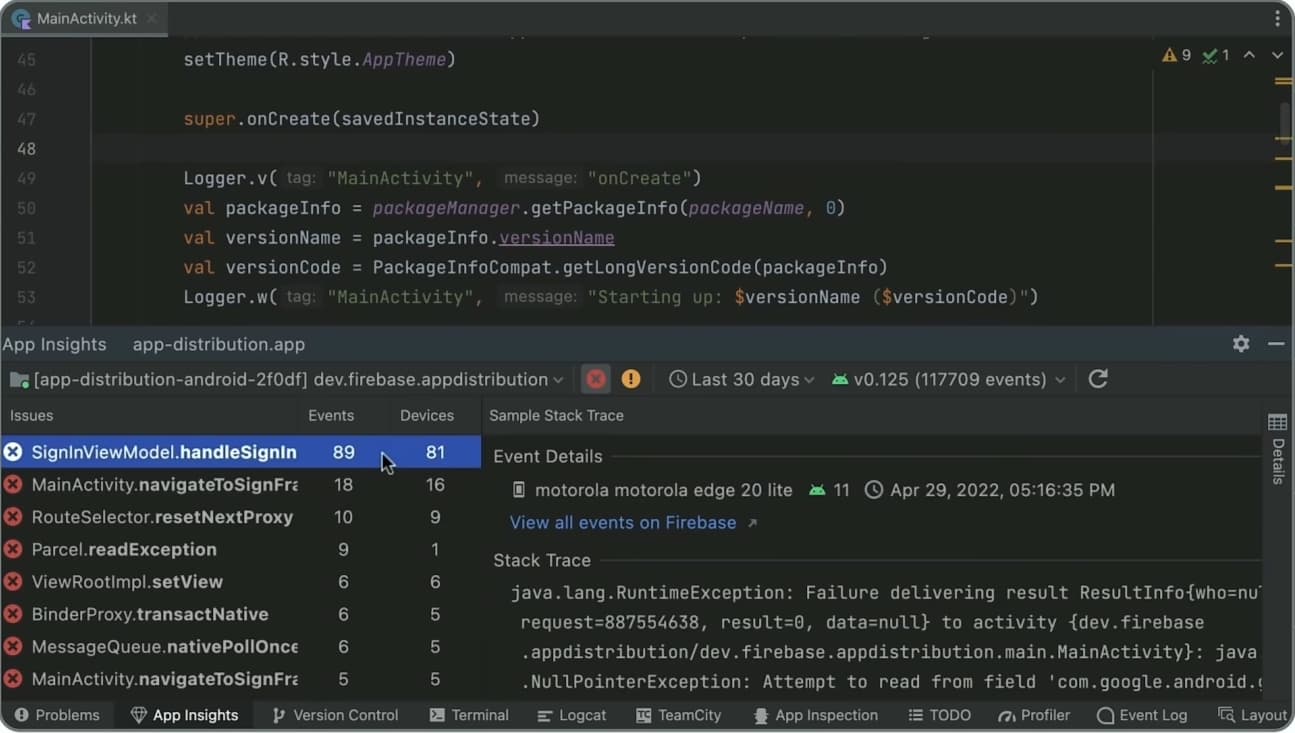 MainActivity.kt
45 setTheme(R.style.AppTheme)
9 1
46
47 super.onCreate(savedInstanceState)
48
49 Logger.v( tag: "MainActivity", message: "onCreate")
50 val packageInfo = packageManager.getPackageInfo(packageName, 0)
51 val versionName = packageInfo.versionName
52 val versionCode = PackageInfoCompat.getLongVersionCode(packageInfo)
53 Logger.w( tag: "MainActivity", message: "Starting up: $versionName ($versionCode)")
App Insights app-distribution.app
[app-distribution-android-2f0df] dev.firebase.appdistribution Last 30 days v0.125 (117709 events)
Issues Events Devices Sample Stack Trace
SignInViewModel.handleSignIn 89 81
MainActivity.navigateToSignFra 18 16
RouteSelector.resetNextProxy 10 9
Parcel.readException 9 1
ViewRootImpl.setView 6 6
BinderProxy.transactNative 6 5
MessageQueue.nativePollOnce 6 5
MainActivity.navigateToSignFra 5 5
Event Details
motorola motorola edge 20 lite 11 Apr 29, 2022, 05:16:35 PM
View all events on Firebase
Stack Trace
java.lang.RuntimeException: Failure delivering result ResultInfo{who=nul
request=887554638, result=0, data=null} to activity {dev.firebase
.appdistribution/dev.firebase.appdistribution.main.MainActivity}: java
.NullPointerException: Attempt to read from field 'com.google.android.g
Details
Problems App Insights Version Control Terminal Logcat TeamCity App Inspection TODO Profiler Event Log Layout